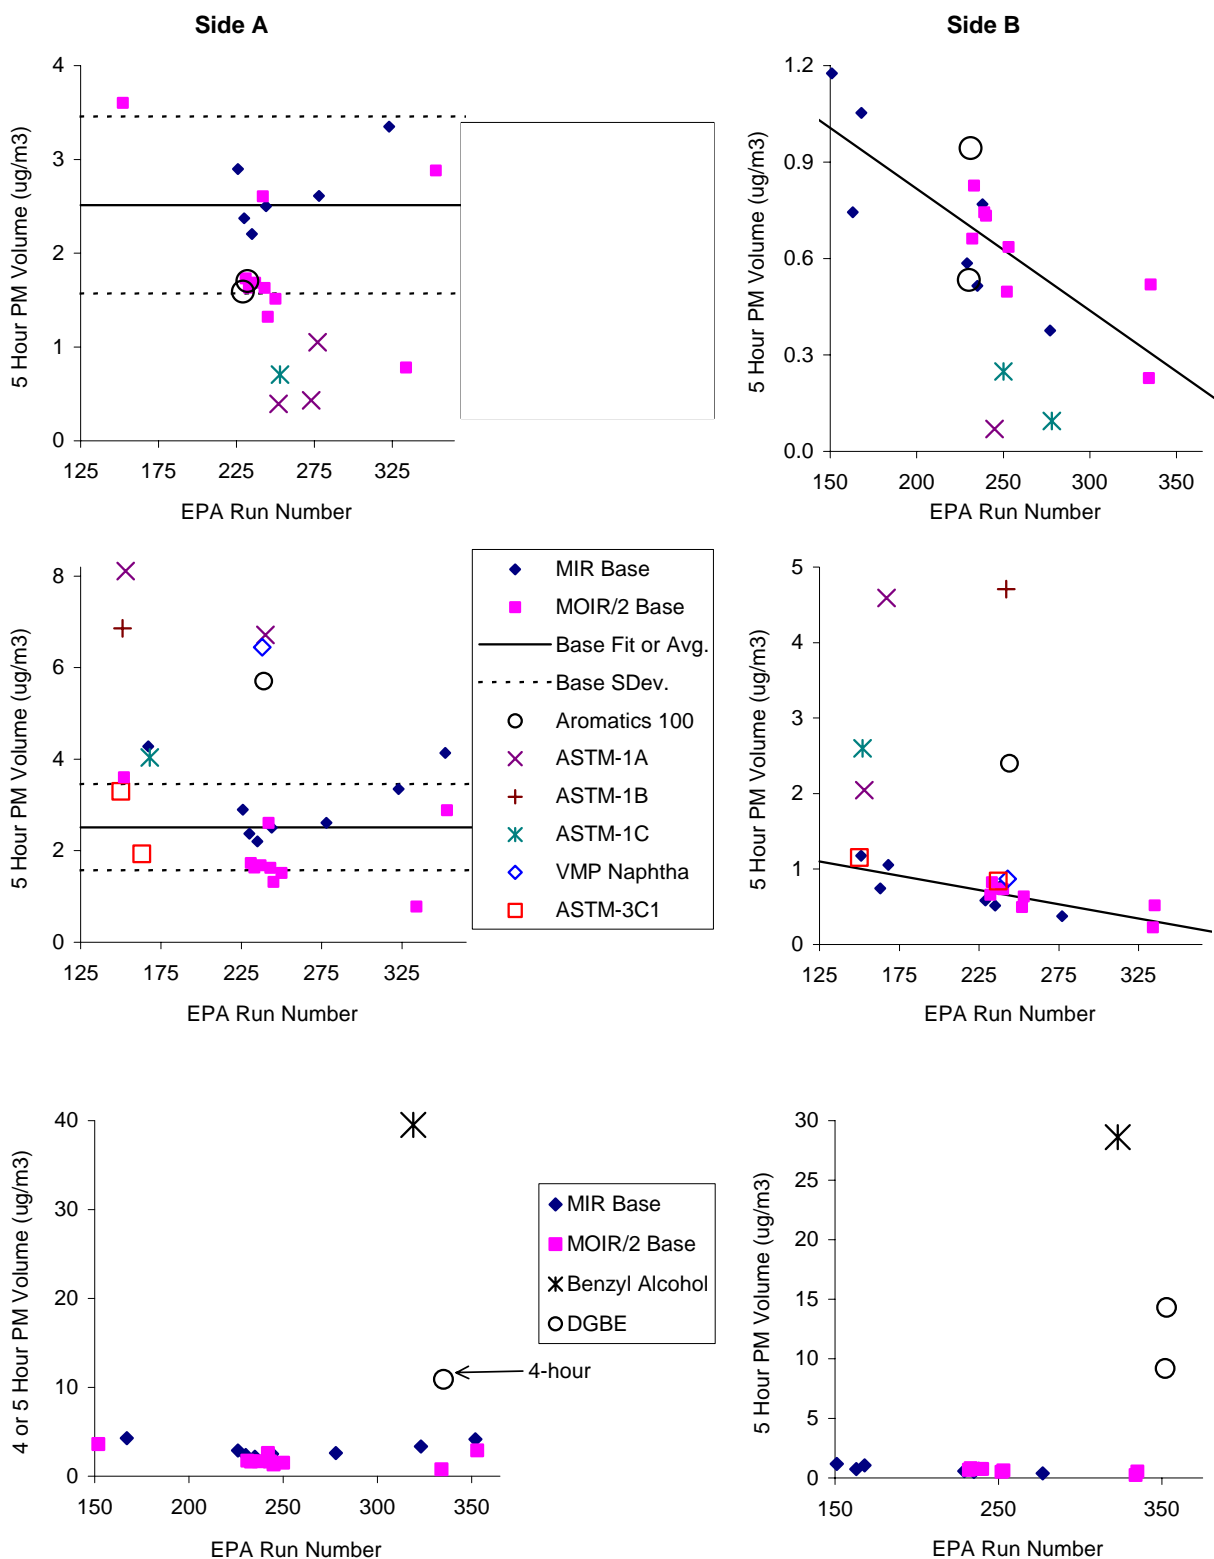 Side A
Side B
5 Hour PM Volume (ug/m3)
4
3
2
1
0
125
175
225
275
325
EPA Run Number
5 Hour PM Volume (ug/m3)
1.2
0.9
0.6
0.3
0.0
150
200
250
300
350
EPA Run Number
5 Hour PM Volume (ug/m3)
8
6
4
2
0
125
175
225
275
325
EPA Run Number
MIR Base
MOIR/2 Base
Base Fit or Avg.
Base SDev.
Aromatics 100
ASTM-1A
ASTM-1B
ASTM-1C
VMP Naphtha
ASTM-3C1
5 Hour PM Volume (ug/m3)
5
4
3
2
1
0
125
175
225
275
325
EPA Run Number
4 or 5 Hour PM Volume (ug/m3)
40
30
20
10
0
150
200
250
300
350
EPA Run Number
4-hour
MIR Base
MOIR/2 Base
Benzyl Alcohol
DGBE
5 Hour PM Volume (ug/m3)
30
25
20
15
10
5
0
150
250
350
EPA Run Number